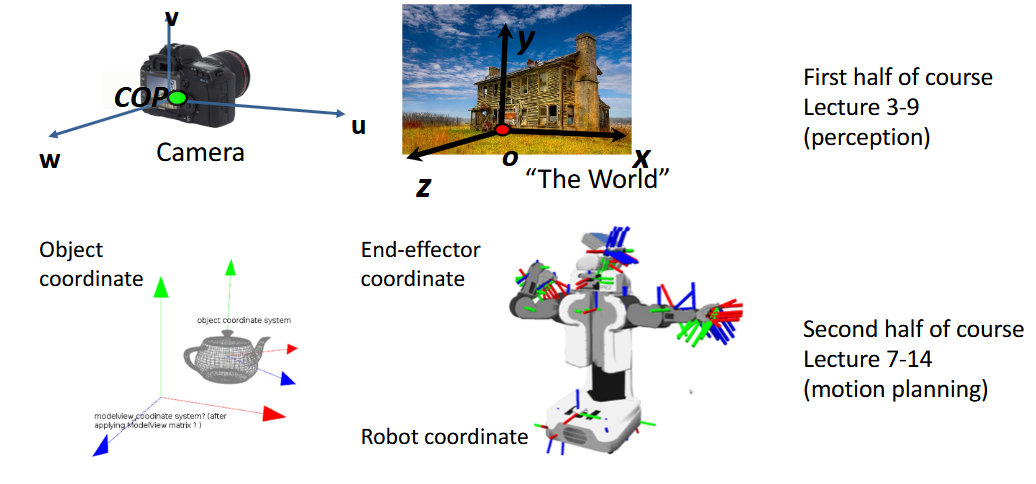 v
COP
u
w
Camera
y
o
x
z
“The World”
First half of course
Lecture 3-9
(perception)
Object
coordinate
object coordinate system
modelview coodinate system? (after
applying ModelView matrix ? )
End-effector
coordinate
Robot coordinate
Second half of course
Lecture 7-14
(motion planning)